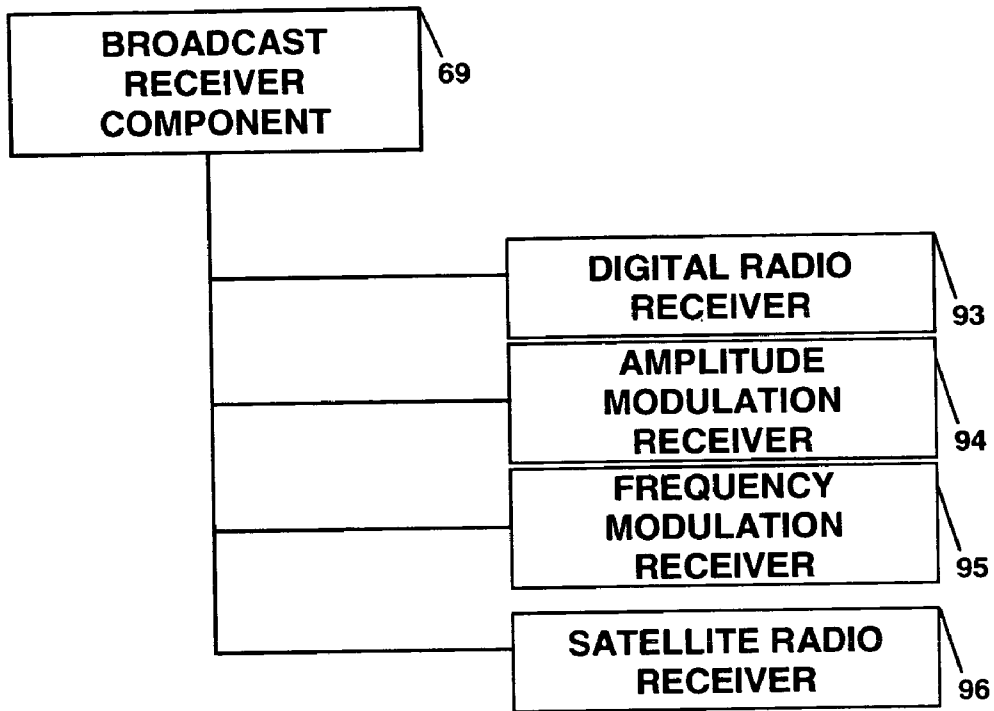 BROADCAST
RECEIVER
COMPONENT
69
DIGITAL RADIO
RECEIVER
93
AMPLITUDE
MODULATION
RECEIVER
94
FREQUENCY
MODULATION
RECEIVER
95
SATELLITE RADIO
RECEIVER
96